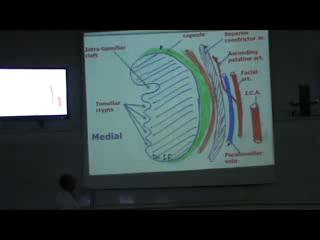 capsule
Superior
constrictor m.
Intra-tonsillar
cleft
Ascending
palatine art.
Facial
art.
I.C.A.
Tonsillar
crypts
Medial
Paratonsillar
vein